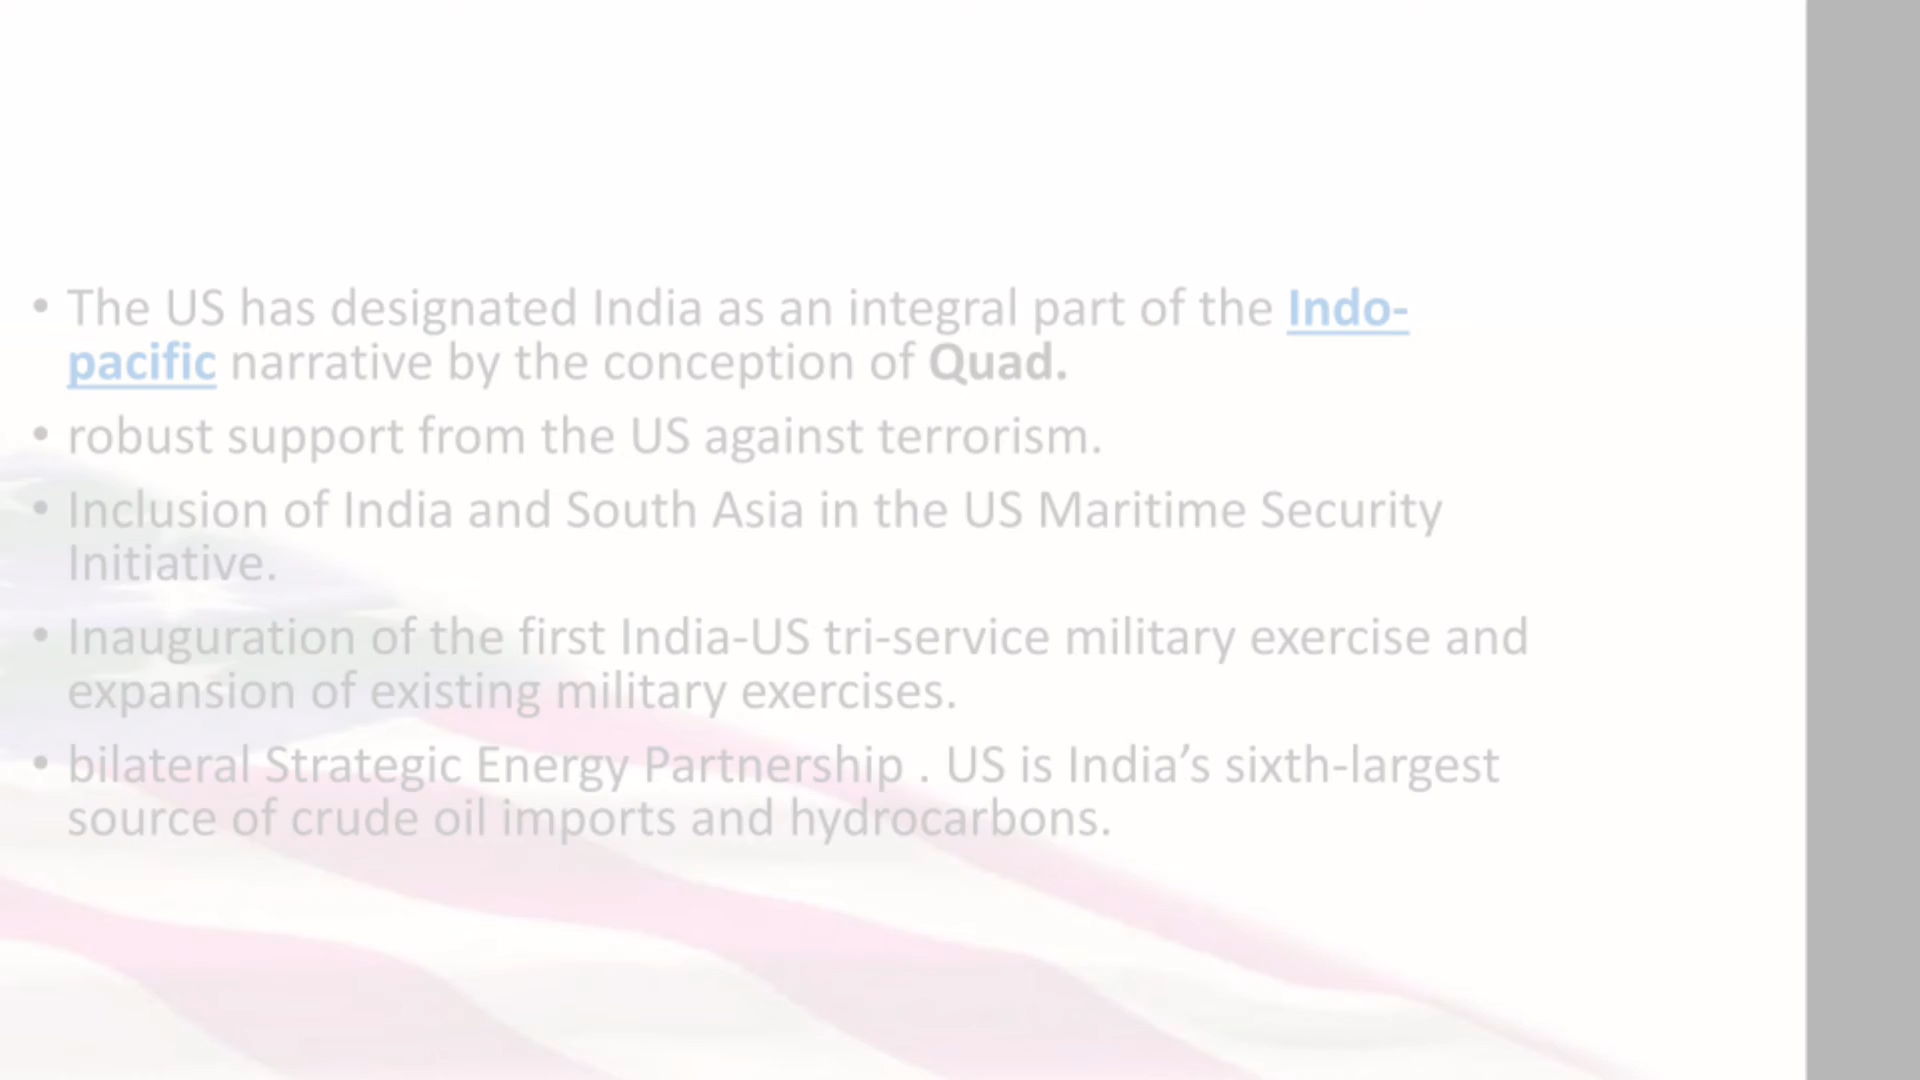 • The US has designated India as an integral part of the Indo-
pacific narrative by the conception of Quad.
• robust support from the US against terrorism.
• Inclusion of India and South Asia in the US Maritime Security
Initiative.
• Inauguration of the first India-US tri-service military exercise and
expansion of existing military exercises.
• bilateral Strategic Energy Partnership . US is India’s sixth-largest
source of crude oil imports and hydrocarbons.